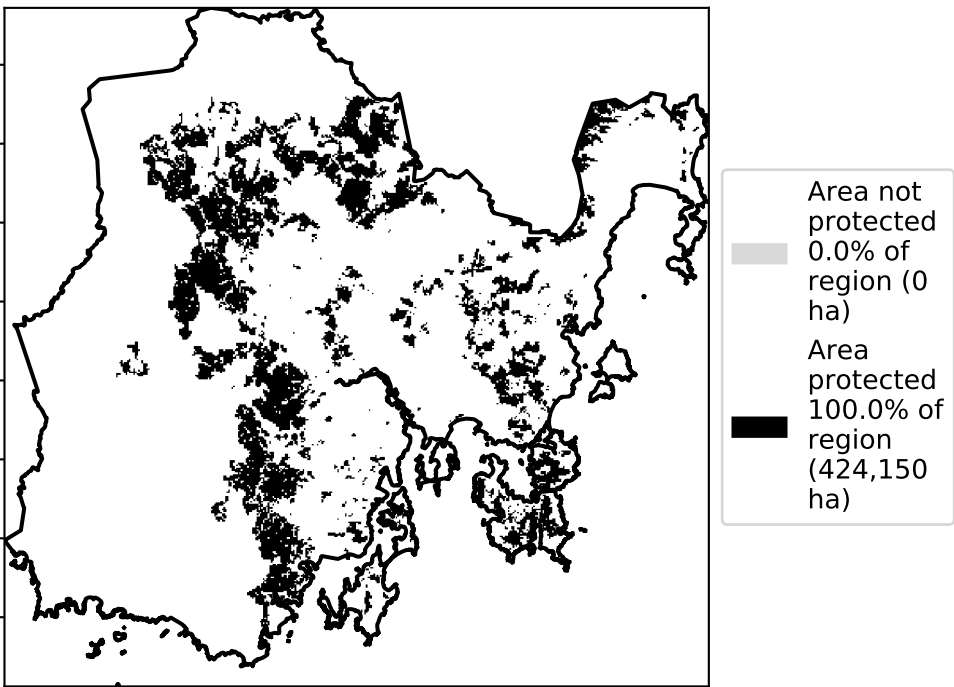 Area not
protected
0.0% of
region (0
ha)
Area
protected
100.0% of
region
(424,150
ha)